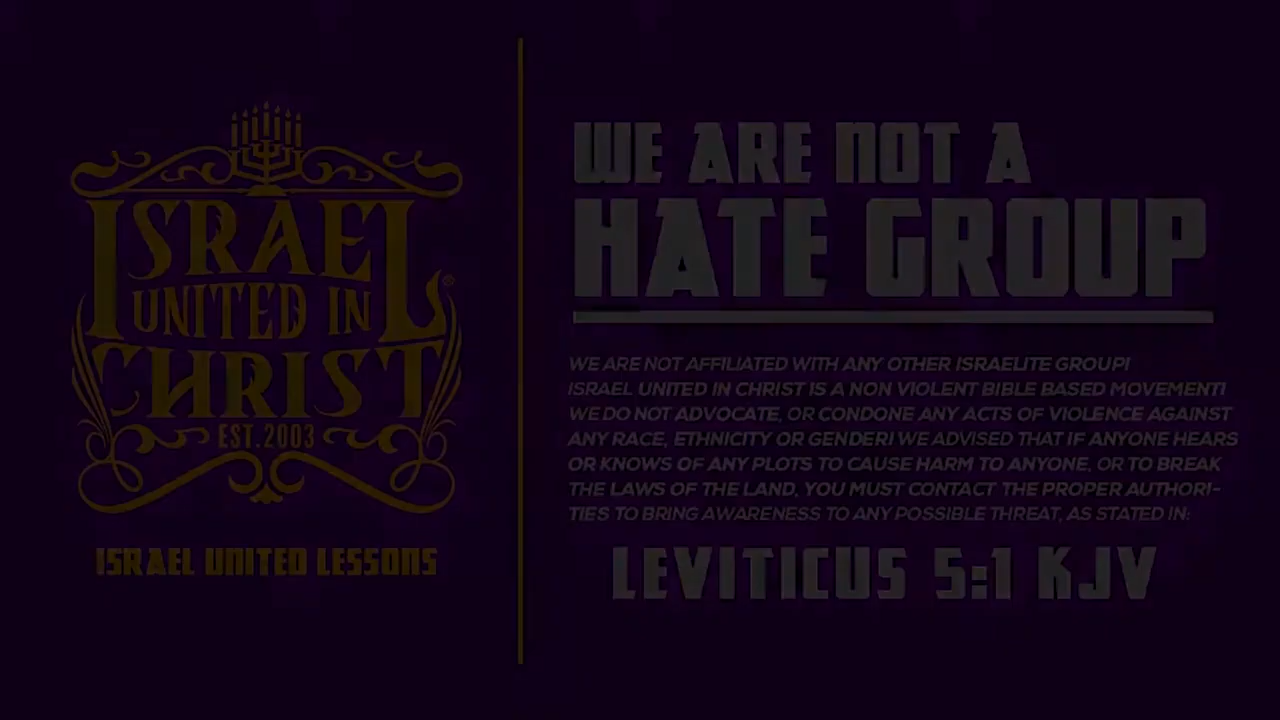 ISRAEL
UNITED IN
CHRIST
EST. 2003
ISRAEL UNITED LESSONS
WE ARE NOT A
HATE GROUP
WE ARE NOT AFFILIATED WITH ANY OTHER ISRAELITE GROUP!
ISRAEL UNITED IN CHRIST IS A NON VIOLENT BIBLE BASED MOVEMENT!
WE DO NOT ADVOCATE, OR CONDONE ANY ACTS OF VIOLENCE AGAINST
ANY RACE, ETHNICITY OR GENDER! WE ADVISED THAT IF ANYONE HEARS
OR KNOWS OF ANY PLOTS TO CAUSE HARM TO ANYONE, OR TO BREAK
THE LAWS OF THE LAND, YOU MUST CONTACT THE PROPER AUTHORI-
TIES TO BRING AWARENESS TO ANY POSSIBLE THREAT, AS STATED IN:
LEVITICUS 5:1 KJV